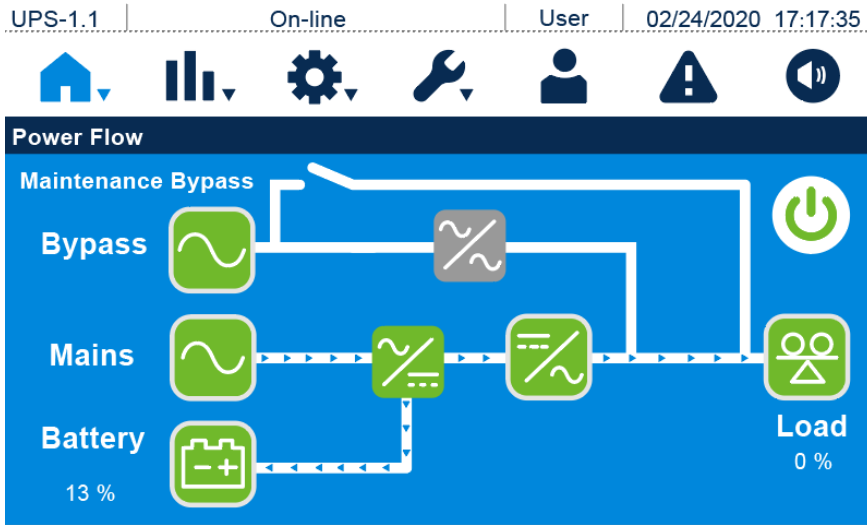 UPS-1.1 On-line User 02/24/2020 17:17:35
Power Flow
Maintenance Bypass
Bypass
Mains
Battery
13 %
Load
0 %